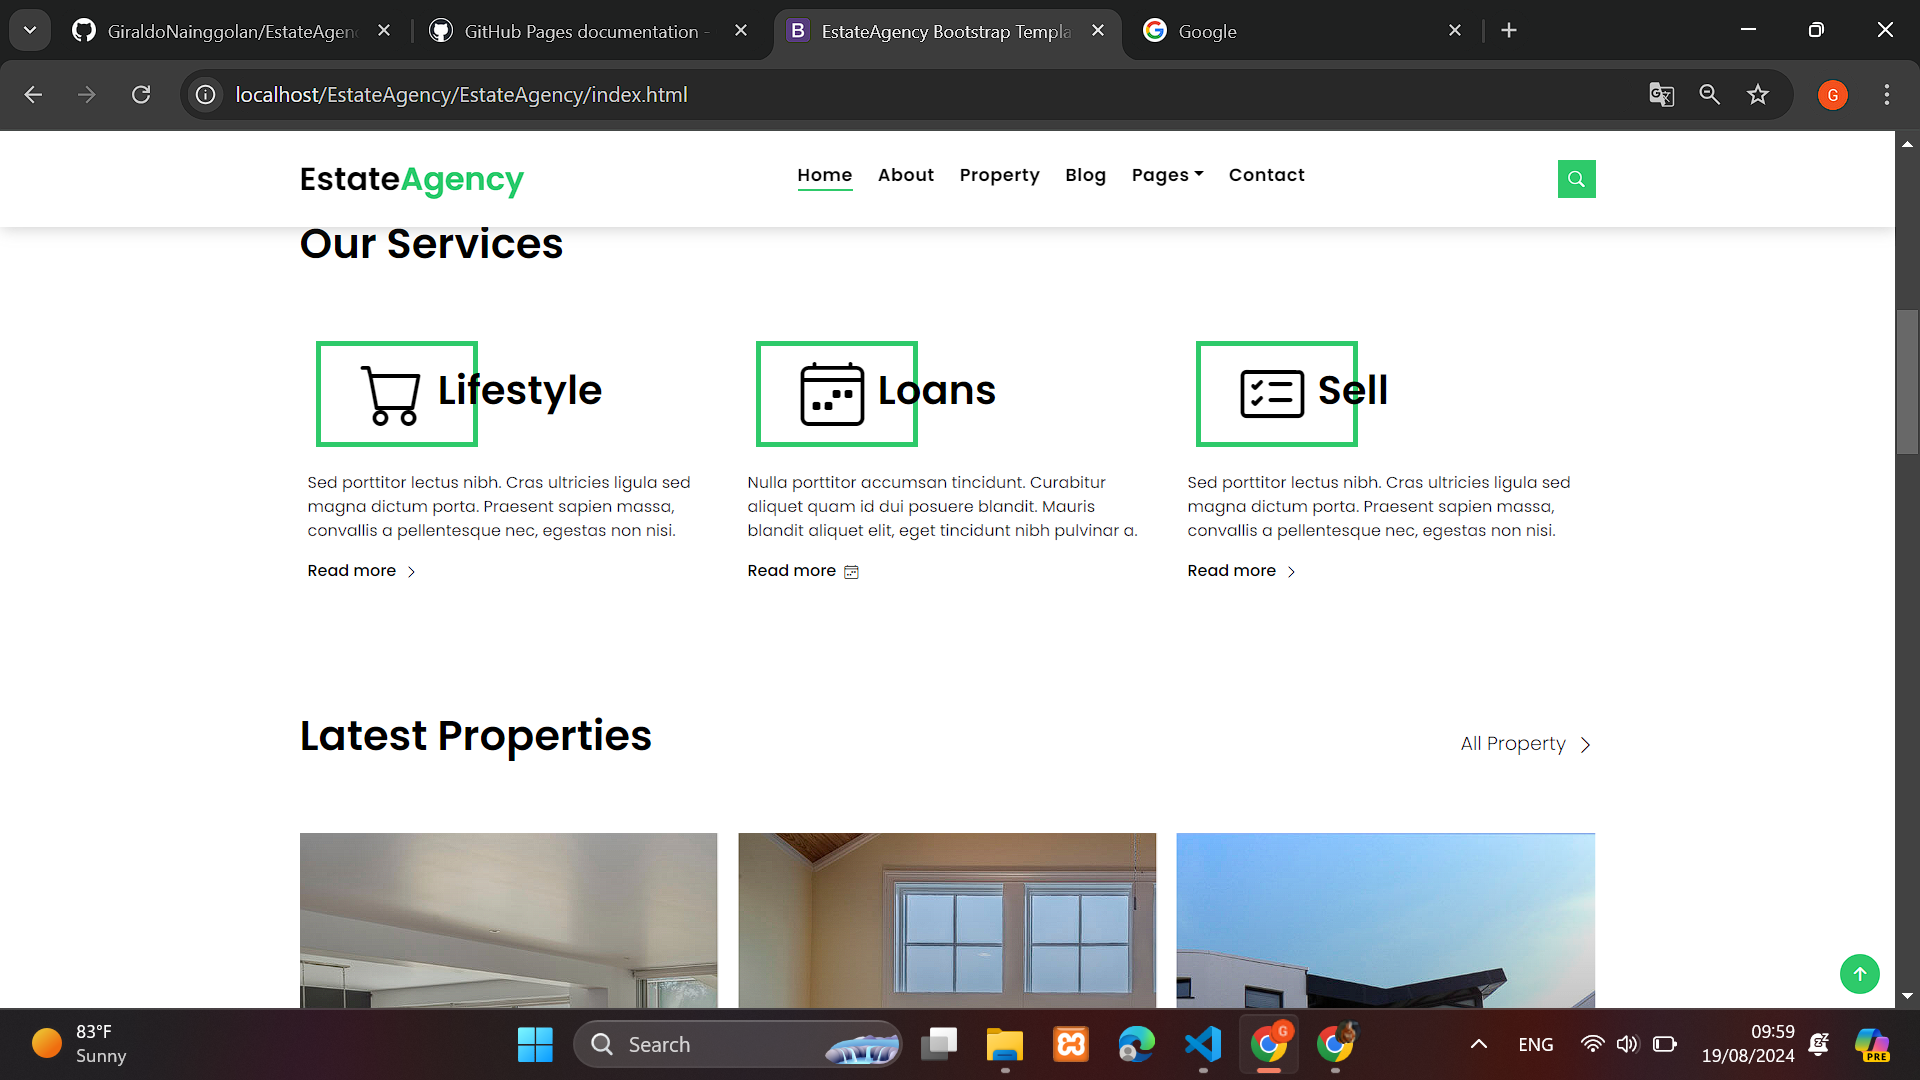 GiraldoNainggolan/EstateAgen
GitHub Pages documentation -
EstateAgency Bootstrap Templa
Google
localhost/EstateAgency/EstateAgency/index.html
G
EstateAgency
Home
About
Property
Blog
Pages
Contact
Our Services
Lifestyle
Loans
Sell
Sed porttitor lectus nibh. Cras ultricies ligula sed
magna dictum porta. Praesent sapien massa,
convallis a pellentesque nec, egestas non nisi.
Read more
Nulla porttitor accumsan tincidunt. Curabitur
aliquet quam id dui posuere blandit. Mauris
blandit aliquet elit, eget tincidunt nibh pulvinar a.
Read more
Sed porttitor lectus nibh. Cras ultricies ligula sed
magna dictum porta. Praesent sapien massa,
convallis a pellentesque nec, egestas non nisi.
Read more
Latest Properties
All Property
83°F
Sunny
Search
G
ENG
09:59
19/08/2024
PRE